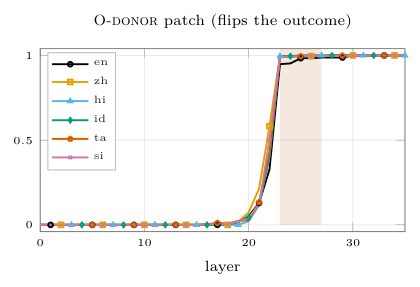 O-DONOR patch (flips the outcome)
1
0.5
0
en
zh
hi
id
ta
si
0 10 20 30
layer